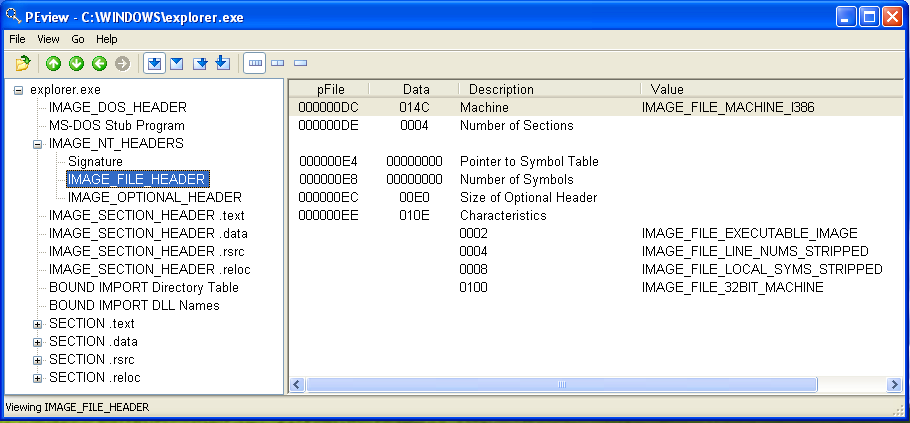 PEview - C:\WINDOWS\explorer.exe
File View Go Help
explorer.exe
IMAGE_DOS_HEADER
MS-DOS Stub Program
IMAGE_NT_HEADERS
Signature
IMAGE_FILE_HEADER
IMAGE_OPTIONAL_HEADER
IMAGE_SECTION_HEADER .text
IMAGE_SECTION_HEADER .data
IMAGE_SECTION_HEADER .rsrc
IMAGE_SECTION_HEADER .reloc
BOUND IMPORT Directory Table
BOUND IMPORT DLL Names
SECTION .text
SECTION .data
SECTION .rsrc
SECTION .reloc
pFile Data Description Value
000000DC 014C Machine IMAGE_FILE_MACHINE_I386
000000DE 0004 Number of Sections
000000E4 00000000 Pointer to Symbol Table
000000E8 00000000 Number of Symbols
000000EC 00E0 Size of Optional Header
000000EE 010E Characteristics
0002 IMAGE_FILE_EXECUTABLE_IMAGE
0004 IMAGE_FILE_LINE_NUMS_STRIPPED
0008 IMAGE_FILE_LOCAL_SYMS_STRIPPED
0100 IMAGE_FILE_32BIT_MACHINE
Viewing IMAGE_FILE_HEADER